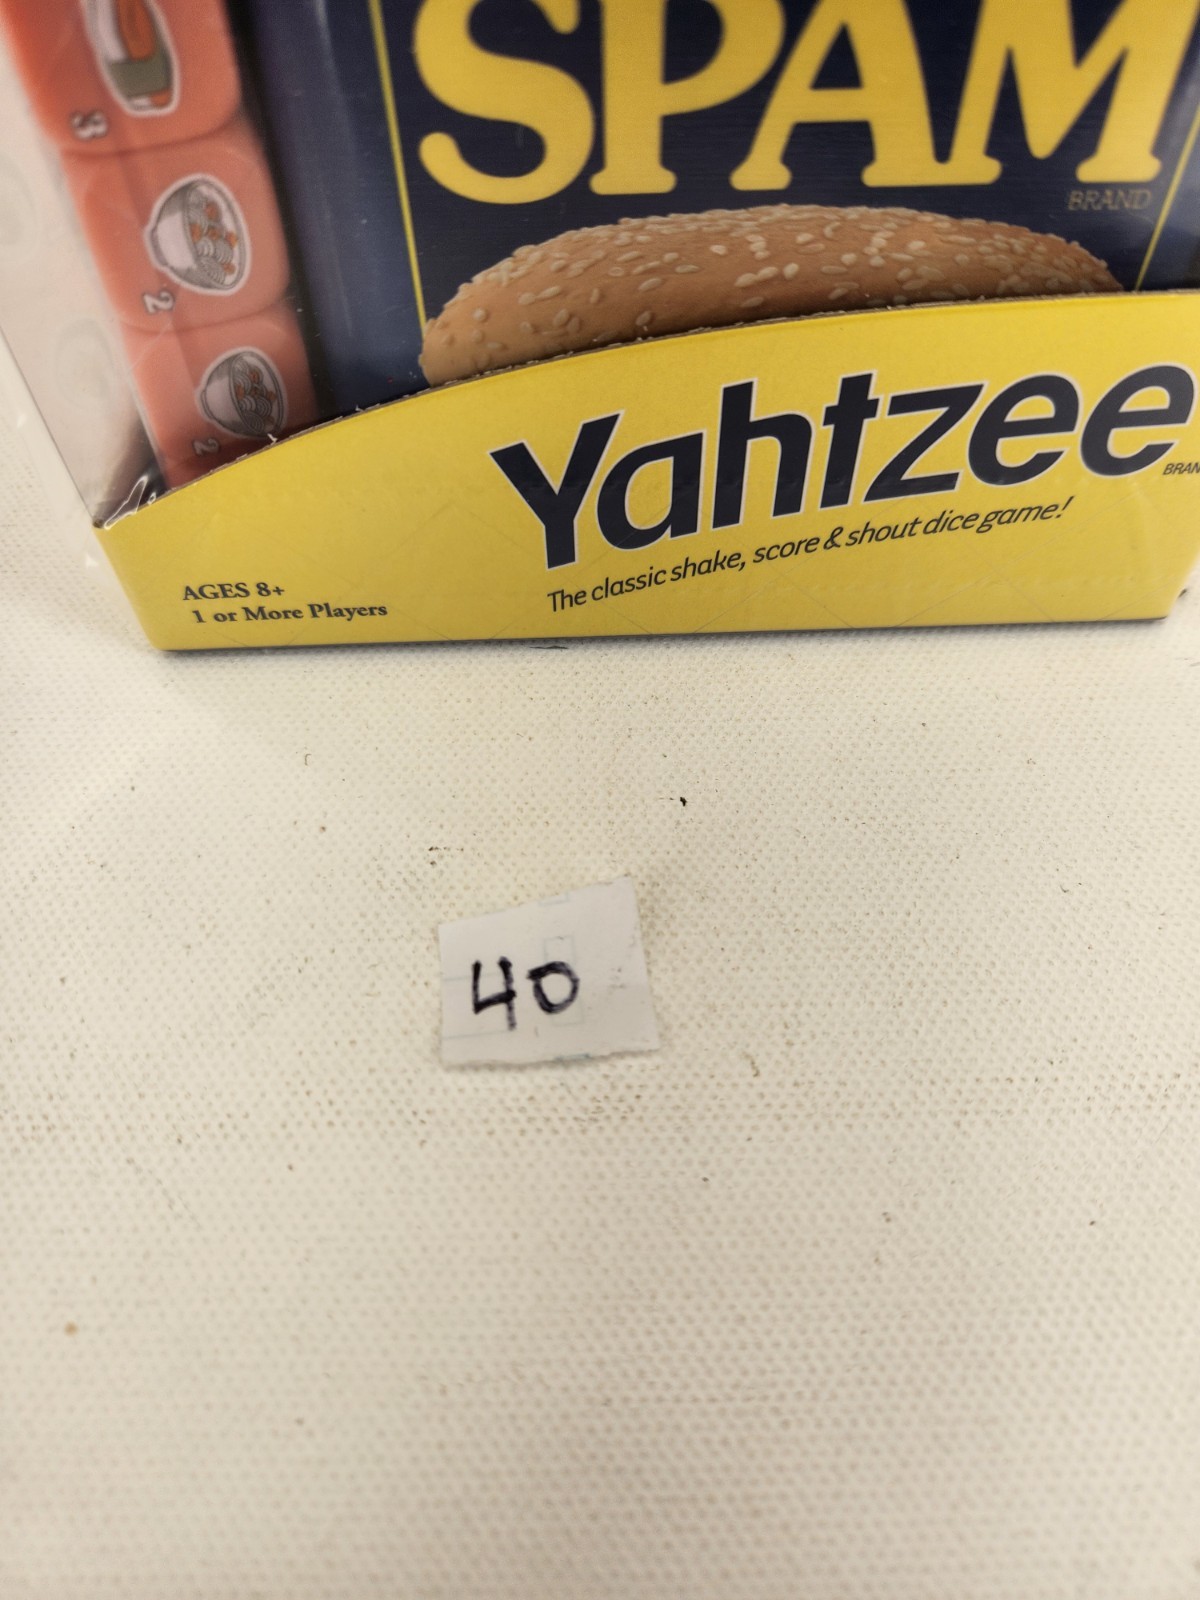 SPAM
BRAND
3
2
2
Yahtzee
The classic shake, score & shout dice game!
AGES 8+
1 or More Players
40